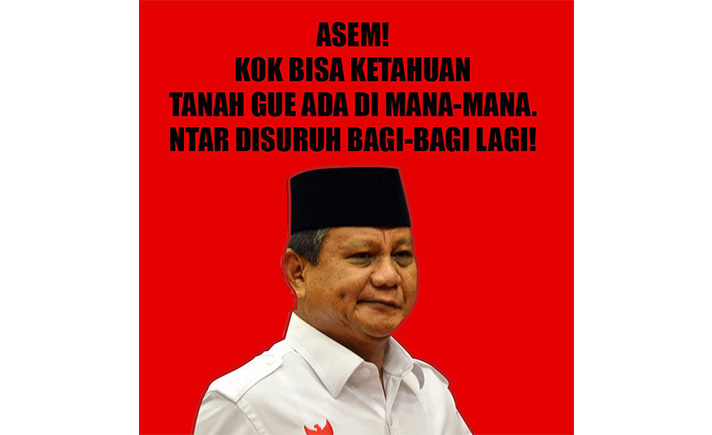 ASEM!
KOK BISA KETAHUAN
TANAH GUE ADA DI MANA-MANA.
NTAR DISURUH BAGI-BAGI LAGI!